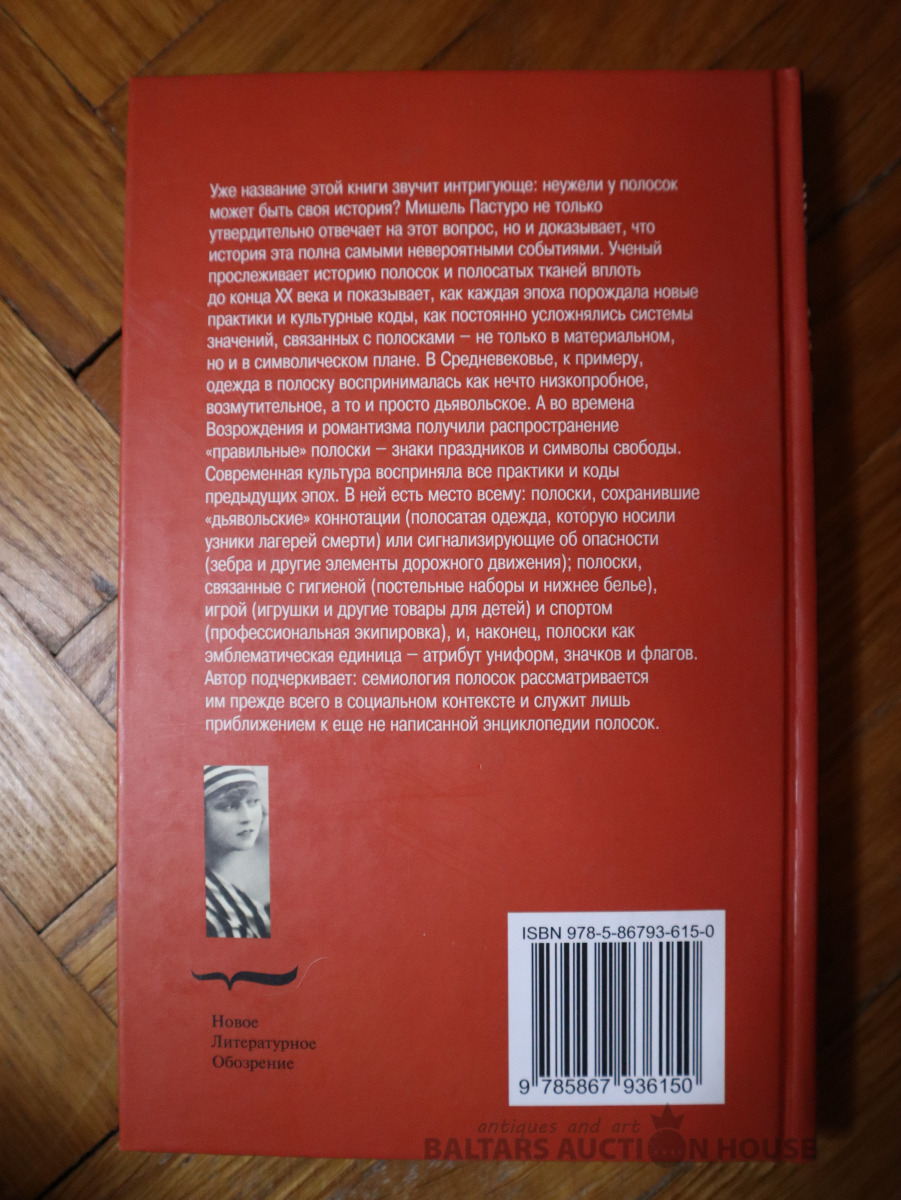 Уже название этой книги звучит интригующе: неужели у полосок
может быть своя история? Мишель Пастуро не только
утвердительно отвечает на этот вопрос, но и доказывает, что
история эта полна самыми невероятными событиями. Ученый
прослеживает историю полосок и полосатых тканей вплоть
до конца XX века и показывает, как каждая эпоха порождала новые
практики и культурные коды, как постоянно усложнялись системы
значений, связанных с полосками – не только в материальном,
но и в символическом плане. В Средневековье, к примеру,
одежда в полоску воспринималась как нечто низкопробное,
возмутительное, а то и просто дьявольское. А во времена
Возрождения и романтизма получили распространение
«правильные» полоски – знаки праздников и символы свободы.
Современная культура восприняла все практики и коды
предыдущих эпох. В ней есть место всему: полоски, сохранившие
«дьявольские» коннотации (полосатая одежда, которую носили
узники лагерей смерти) или сигнализирующие об опасности
(зебра и другие элементы дорожного движения); полоски,
связанные с гигиеной (постельные наборы и нижнее белье),
игрой (игрушки и другие товары для детей) и спортом
(профессиональная экипировка), и, наконец, полоски как
эмблематическая единица – атрибут униформ, значков и флагов.
Автор подчеркивает: семиология полосок рассматривается
им прежде всего в социальном контексте и служит лишь
приближением к еще не написанной энциклопедии полосок.
Новое
Литературное
Обозрение
ISBN 978-5-86793-615-0
9 785867 936150
antiques and art
BALTARS AUCTION HOUSE